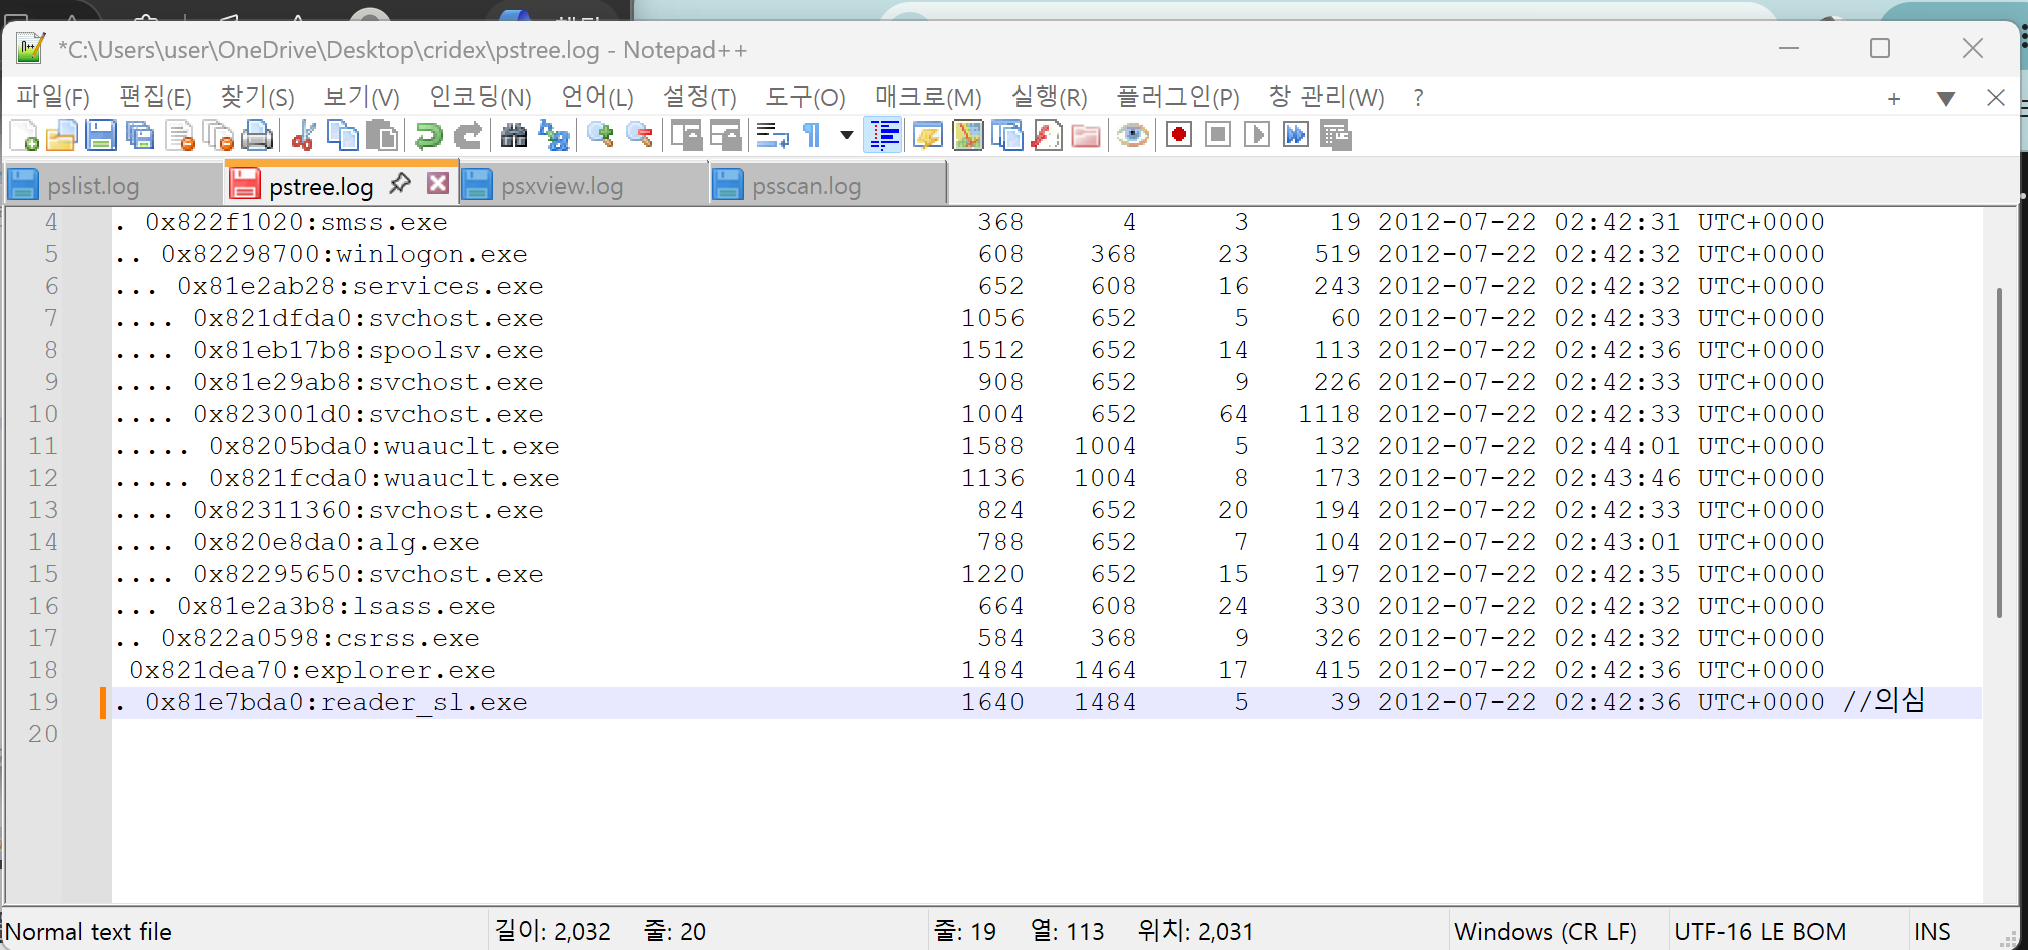 *C:\Users\user\OneDrive\Desktop\cridex\pstree.log - Notepad++
파일(F) 편집(E) 찾기(S) 보기(V) 인코딩(N) 언어(L) 설정(T) 도구(O) 매크로(M) 실행(R) 플러그인(P) 창 관리(W) ?
pslist.log pstree.log psxview.log psscan.log
4 . 0x822f1020:smss.exe 368 4 3 19 2012-07-22 02:42:31 UTC+0000
5 .. 0x82298700:winlogon.exe 608 368 23 519 2012-07-22 02:42:32 UTC+0000
6 ... 0x81e2ab28:services.exe 652 608 16 243 2012-07-22 02:42:32 UTC+0000
7 .... 0x821dfda0:svchost.exe 1056 652 5 60 2012-07-22 02:42:33 UTC+0000
8 .... 0x81eb17b8:spoolsv.exe 1512 652 14 113 2012-07-22 02:42:36 UTC+0000
9 .... 0x81e29ab8:svchost.exe 908 652 9 226 2012-07-22 02:42:33 UTC+0000
10 .... 0x823001d0:svchost.exe 1004 652 64 1118 2012-07-22 02:42:33 UTC+0000
11 ..... 0x8205bda0:wuauclt.exe 1588 1004 5 132 2012-07-22 02:44:01 UTC+0000
12 ..... 0x821fcda0:wuauclt.exe 1136 1004 8 173 2012-07-22 02:43:46 UTC+0000
13 .... 0x82311360:svchost.exe 824 652 20 194 2012-07-22 02:42:33 UTC+0000
14 .... 0x820e8da0:alg.exe 788 652 7 104 2012-07-22 02:43:01 UTC+0000
15 .... 0x82295650:svchost.exe 1220 652 15 197 2012-07-22 02:42:35 UTC+0000
16 ... 0x81e2a3b8:lsass.exe 664 608 24 330 2012-07-22 02:42:32 UTC+0000
17 .. 0x822a0598:csrss.exe 584 368 9 326 2012-07-22 02:42:32 UTC+0000
18 0x821dea70:explorer.exe 1484 1464 17 415 2012-07-22 02:42:36 UTC+0000
19 . 0x81e7bda0:reader_sl.exe 1640 1484 5 39 2012-07-22 02:42:36 UTC+0000 //의심
20
Normal text file 길이: 2,032 줄: 20 줄: 19 열: 113 위치: 2,031 Windows (CR LF) UTF-16 LE BOM INS